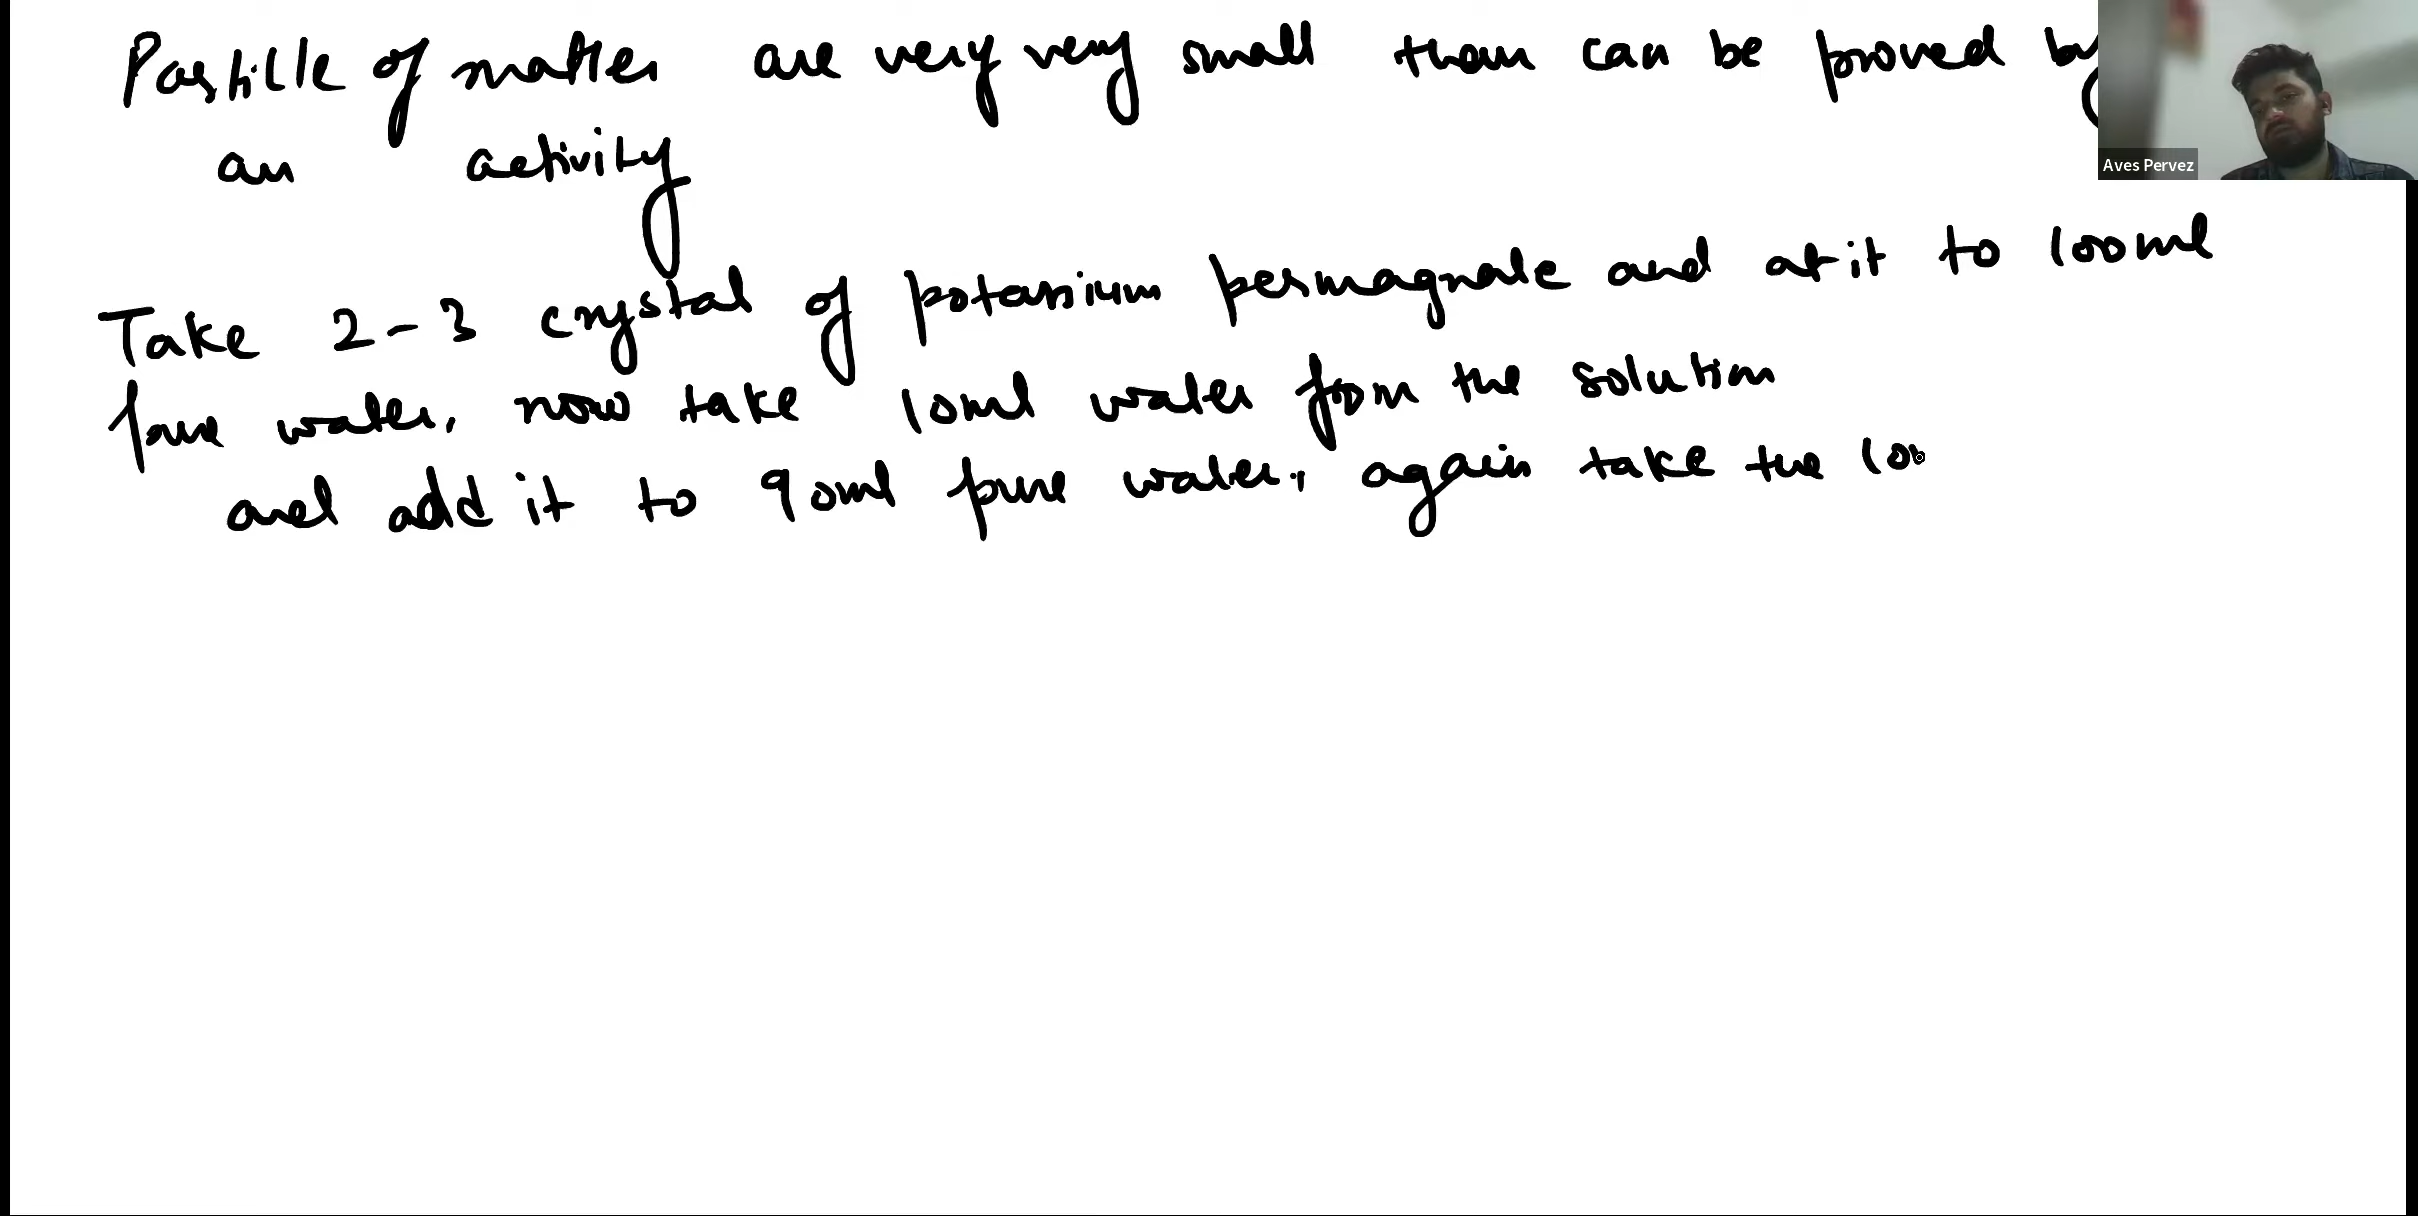 Particle of matter are very very small than can be proved by
Aves Pervez
an activity
Take 2-3 crystal of potassium permagnate and at it to 100ml
pure water, now take 10ml water from the solution
and add it to 90ml pure water, again take the 10